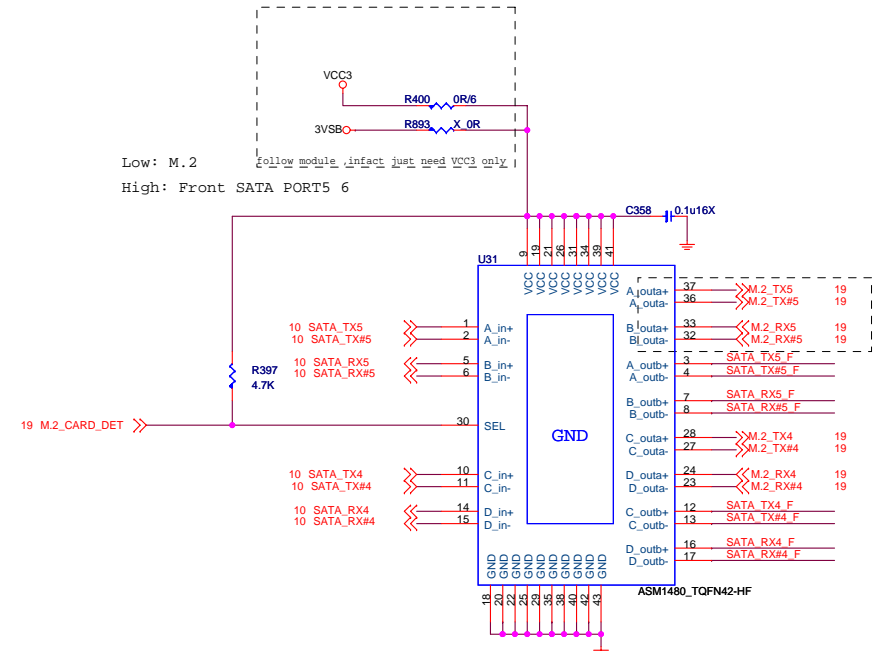 VCC3
R400 0R/6
3VSB R893 X_0R
Low: M.2 follow module ,infact just need VCC3 only
High: Front SATA PORT5 6
C358 0.1u16X
U31
9 19 21 26 31 34 39 41
VCC VCC VCC VCC VCC VCC VCC VCC
A_outa+ 37 M.2_TX5 19
A_outa- 36 M.2_TX#5 19
10 SATA_TX5 1 A_in+ B_outa+ 33 M.2_RX5 19
10 SATA_TX#5 2 A_in- B_outa- 32 M.2_RX#5 19
10 SATA_RX5 5 B_in+ A_outb+ 3 SATA_TX5_F
10 SATA_RX#5 6 B_in- A_outb- 4 SATA_TX#5_F
R397
4.7K
B_outb+ 7 SATA_RX5_F
B_outb- 8 SATA_RX#5_F
19 M.2_CARD_DET 30 SEL
GND
C_outa+ 28 M.2_TX4 19
C_outa- 27 M.2_TX#4 19
10 SATA_TX4 10 C_in+ D_outa+ 24 M.2_RX4 19
10 SATA_TX#4 11 C_in- D_outa- 23 M.2_RX#4 19
10 SATA_RX4 14 D_in+ C_outb+ 12 SATA_TX4_F
10 SATA_RX#4 15 D_in- C_outb- 13 SATA_TX#4_F
D_outb+ 16 SATA_RX4_F
D_outb- 17 SATA_RX#4_F
GND GND GND GND GND GND GND GND GND GND
18 20 22 25 29 35 38 40 42 43
ASM1480_TQFN42-HF